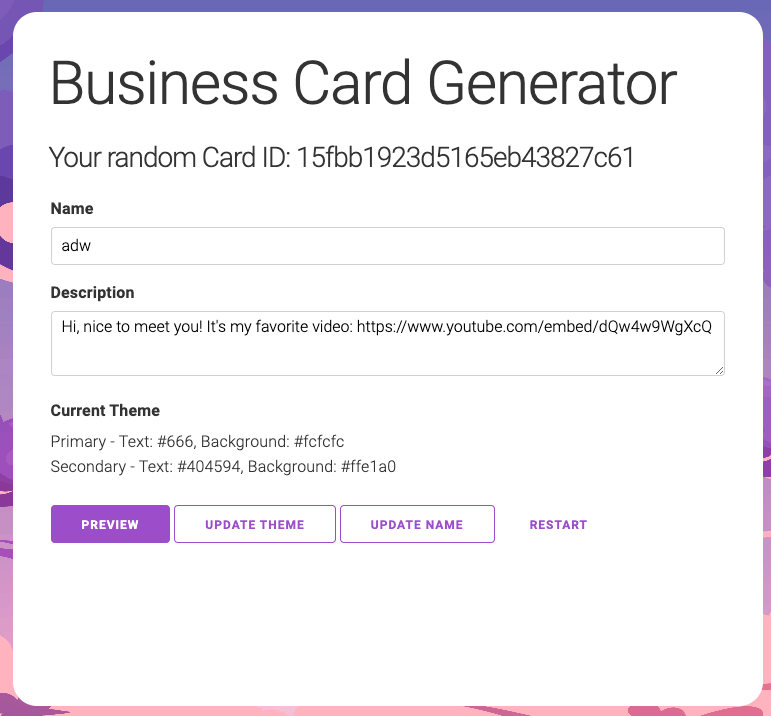 Business Card Generator
Your random Card ID: 15fbb1923d5165eb43827c61
Name
adw
Description
Hi, nice to meet you! It's my favorite video: https://www.youtube.com/embed/dQw4w9WgXcQ
Current Theme
Primary - Text: #666, Background: #fcfcfc
Secondary - Text: #404594, Background: #ffe1a0
PREVIEW UPDATE THEME UPDATE NAME RESTART